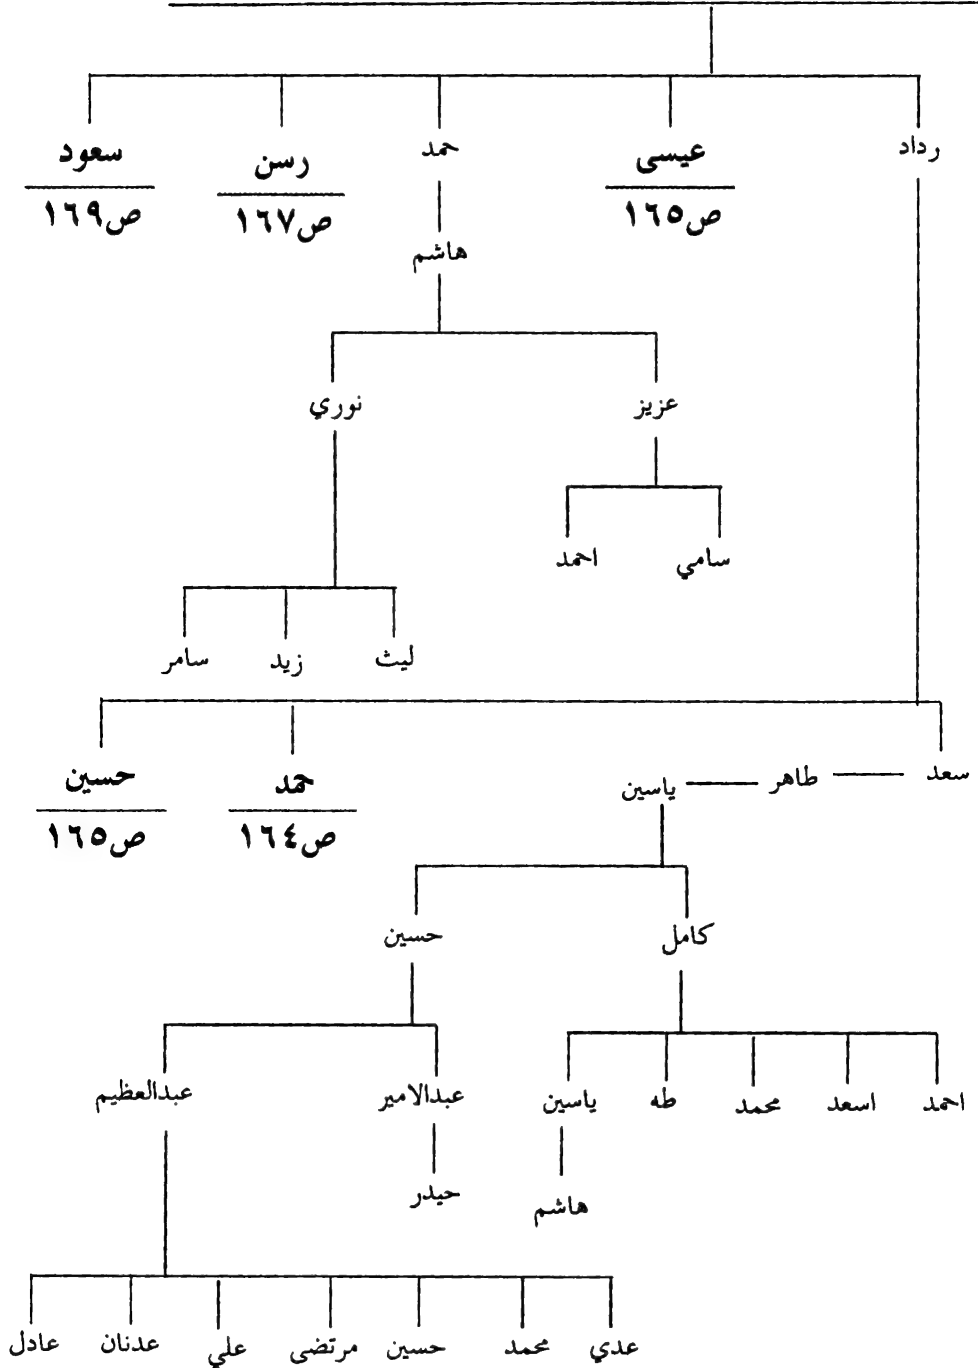 رداد عيسى حمد رسن سعود
ص١٦٥ ص١٦٧ ص١٦٩
هاشم
عزيز نوري
سامي احمد
ليث زيد سامر
سعد طاهر ياسين حمد حسين
ص١٦٤ ص١٦٥
كامل حسين
احمد اسعد محمد طه ياسين عبدالامير عبدالعظيم
هاشم حيدر
عدي محمد حسين مرتضى علي عدنان عادل